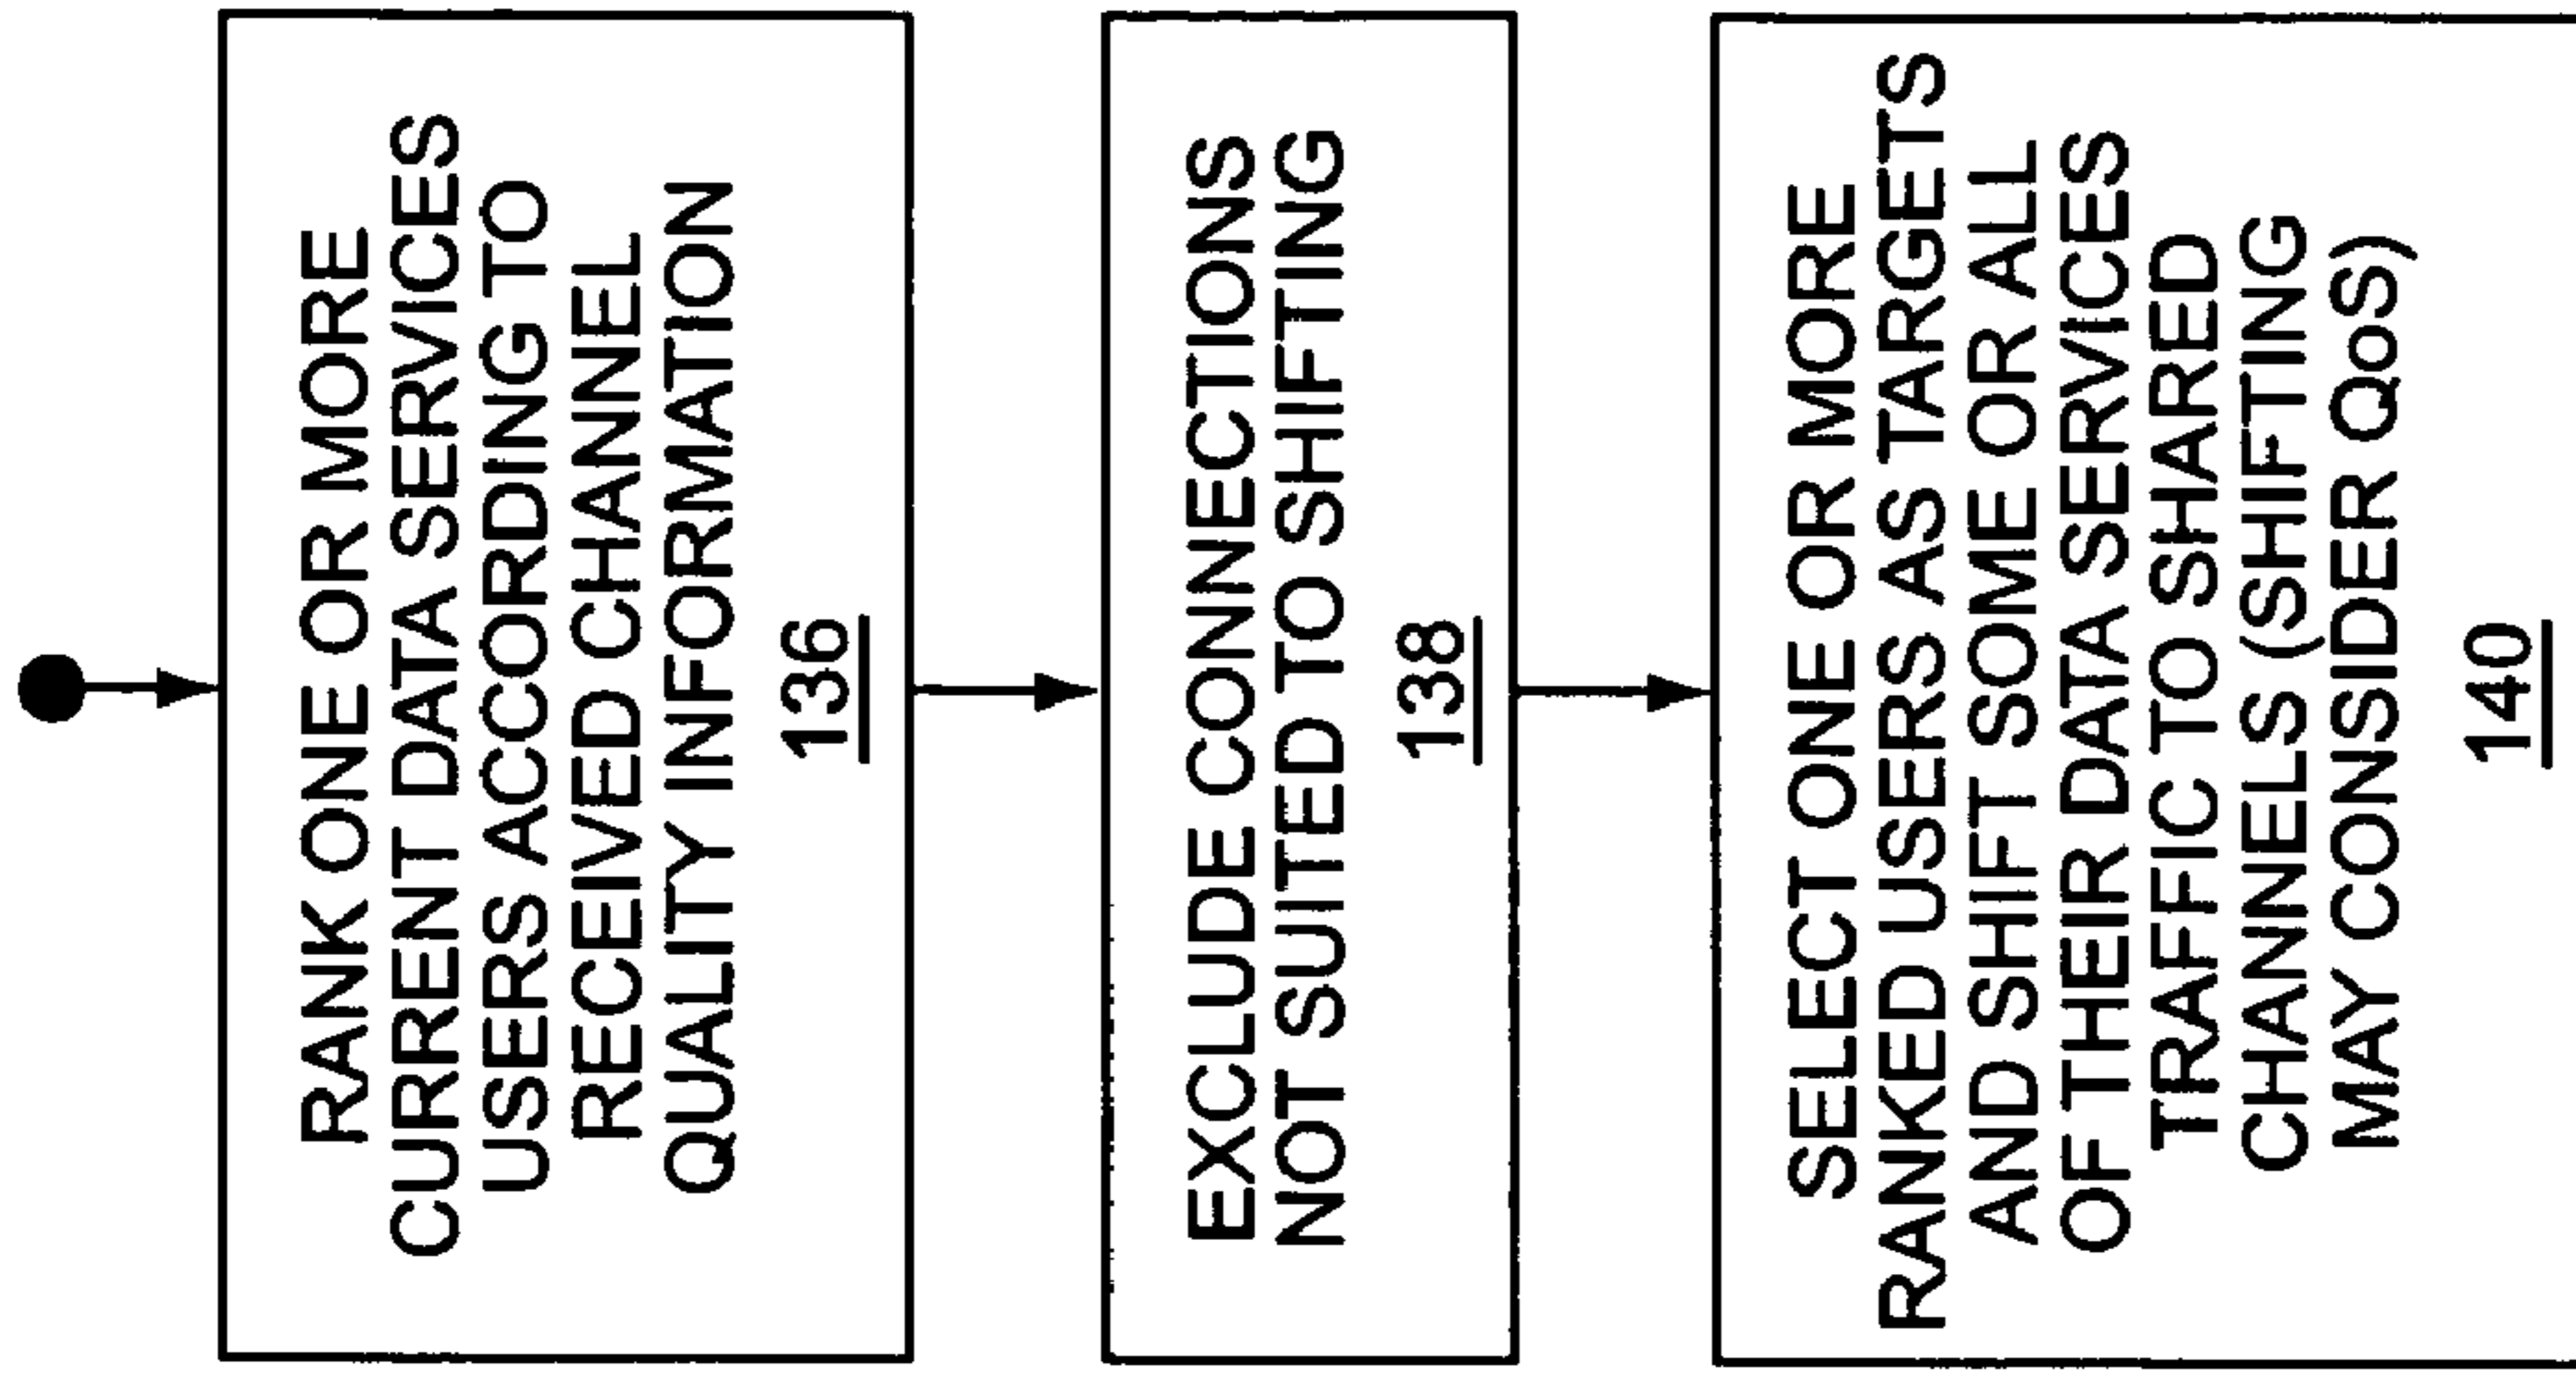 RANK ONE OR MORE
CURRENT DATA SERVICES
USERS ACCORDING TO
RECEIVED CHANNEL
QUALITY INFORMATION
136
EXCLUDE CONNECTIONS
NOT SUITED TO SHIFTING
138
SELECT ONE OR MORE
RANKED USERS AS TARGETS
AND SHIFT SOME OR ALL
OF THEIR DATA SERVICES
TRAFFIC TO SHARED
CHANNELS (SHIFTING
MAY CONSIDER QoS)
140